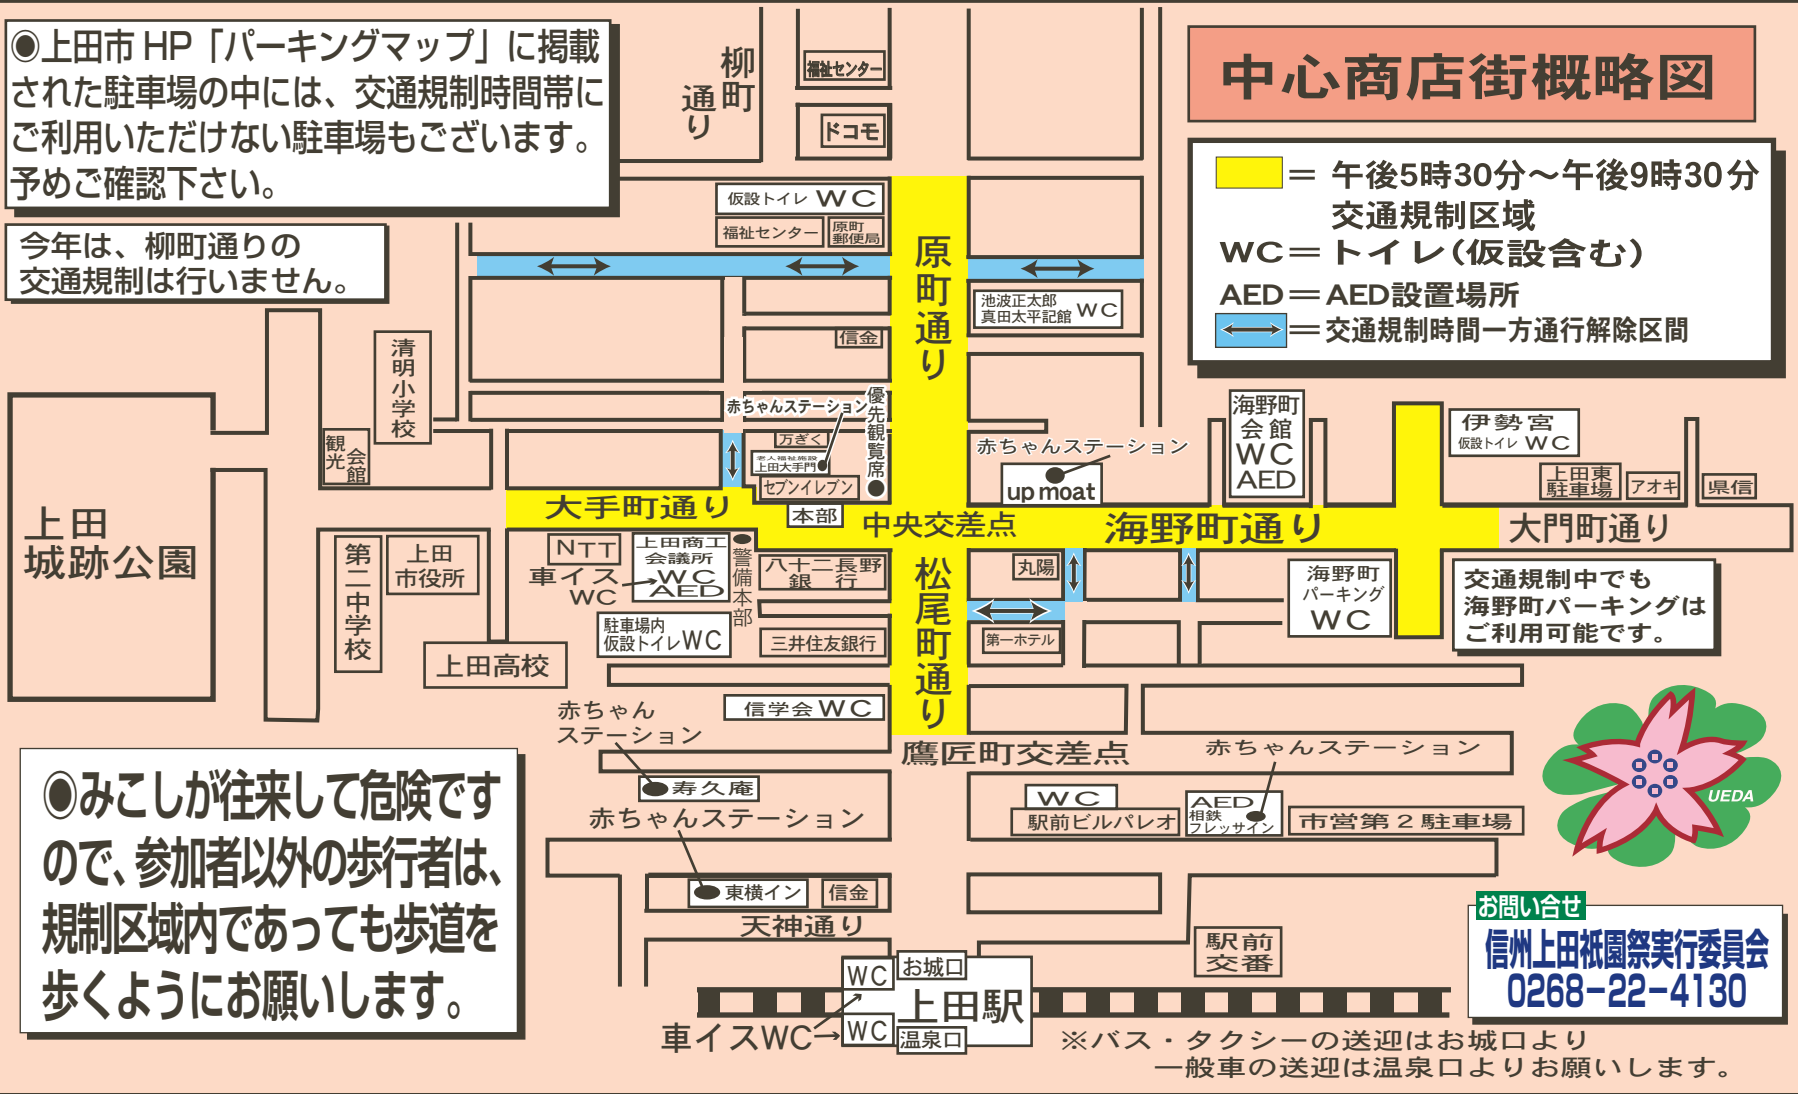 ◉上田市 HP「パーキングマップ」に掲載
された駐車場の中には、交通規制時間帯に
ご利用いただけない駐車場もございます。
予めご確認下さい。
今年は、柳町通りの
交通規制は行いません。
柳町
通り
福祉センター
ドコモ
中心商店街概略図
= 午後5時30分～午後9時30分
交通規制区域
WC＝トイレ(仮設含む)
AED＝AED設置場所
＝交通規制時間一方通行解除区間
仮設トイレ WC
福祉センター
原町
郵便局
原町通り
池波正太郎
真田太平記館 WC
信金
清明小学校
観光会館
赤ちゃんステーション
優先観覧席
万ぎく
老人福祉施設
上田大手門
セブンイレブン
本部
赤ちゃんステーション
up moat
海野町
会館
WC
AED
伊勢宮
仮設トイレ WC
上田東
駐車場
アオキ
県信
上田
城跡公園
大手町通り
中央交差点
海野町通り
大門町通り
第二中学校
上田
市役所
NTT
上田商工
会議所
WC
AED
車イス
WC
警備本部
八十二長野
銀行
松尾町通り
丸陽
海野町
パーキング
WC
交通規制中でも
海野町パーキングは
ご利用可能です。
駐車場内
仮設トイレWC
三井住友銀行
第一ホテル
上田高校
信学会 WC
赤ちゃん
ステーション
鷹匠町交差点
赤ちゃんステーション
寿久庵
WC
駅前ビルパレオ
AED
相鉄
フレッサイン
市営第2駐車場
赤ちゃんステーション
東横イン
信金
天神通り
UEDA
◉みこしが往来して危険です
ので、参加者以外の歩行者は、
規制区域内であっても歩道を
歩くようにお願いします。
駅前
交番
お問い合せ
信州上田祇園祭実行委員会
0268−22−4130
WC
お城口
上田駅
WC
温泉口
車イスWC
※バス・タクシーの送迎はお城口より
一般車の送迎は温泉口よりお願いします。